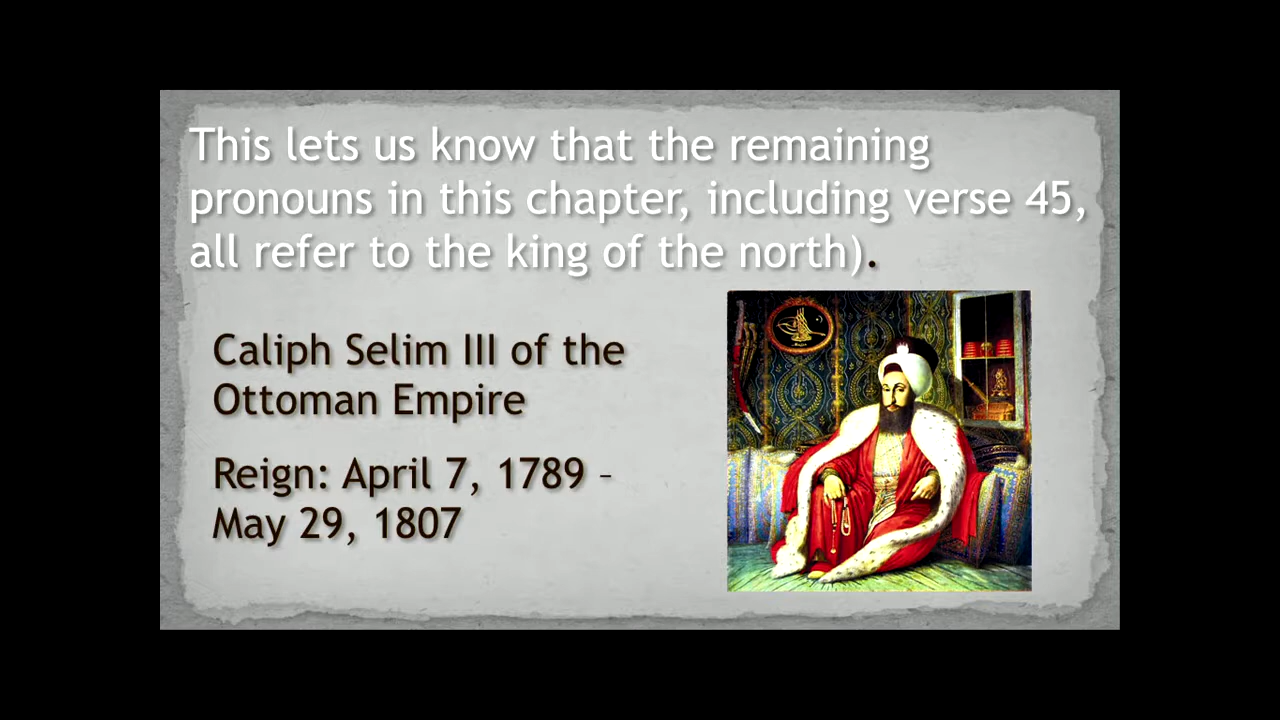 This lets us know that the remaining
pronouns in this chapter, including verse 45,
all refer to the king of the north).
Caliph Selim III of the
Ottoman Empire
Reign: April 7, 1789 –
May 29, 1807